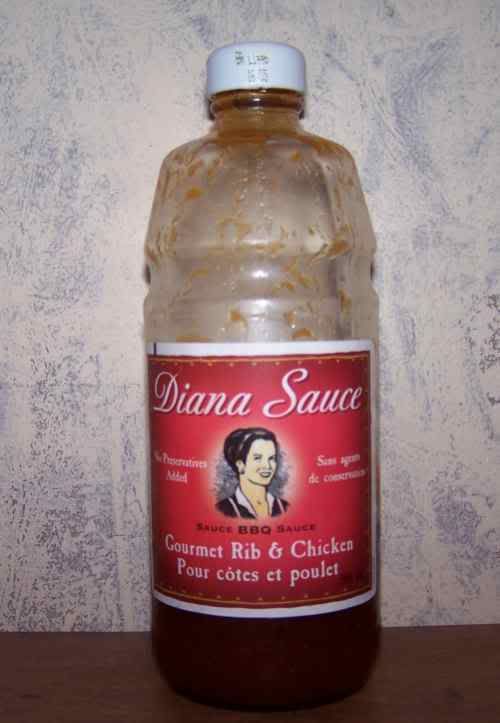 Diana Sauce
No Preservatives
Added
Sans agents
de conservation
SAUCE BBQ SAUCE
Gourmet Rib & Chicken
Pour côtes et poulet